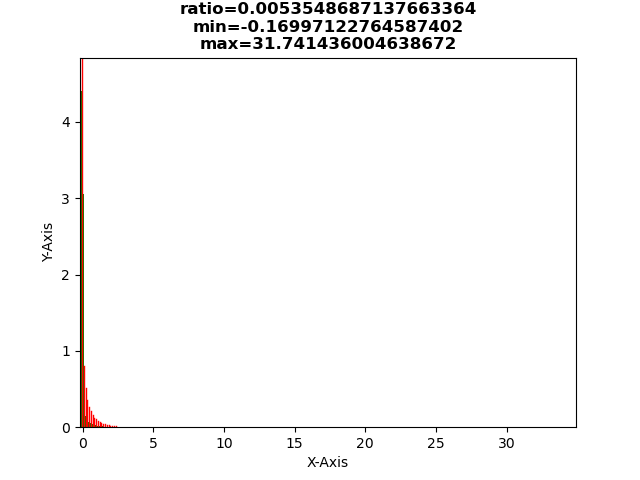 ratio=0.0053548687137663364
min=-0.16997122764587402
max=31.741436004638672
Y-Axis
4
3
2
1
0
0 5 10 15 20 25 30
X-Axis